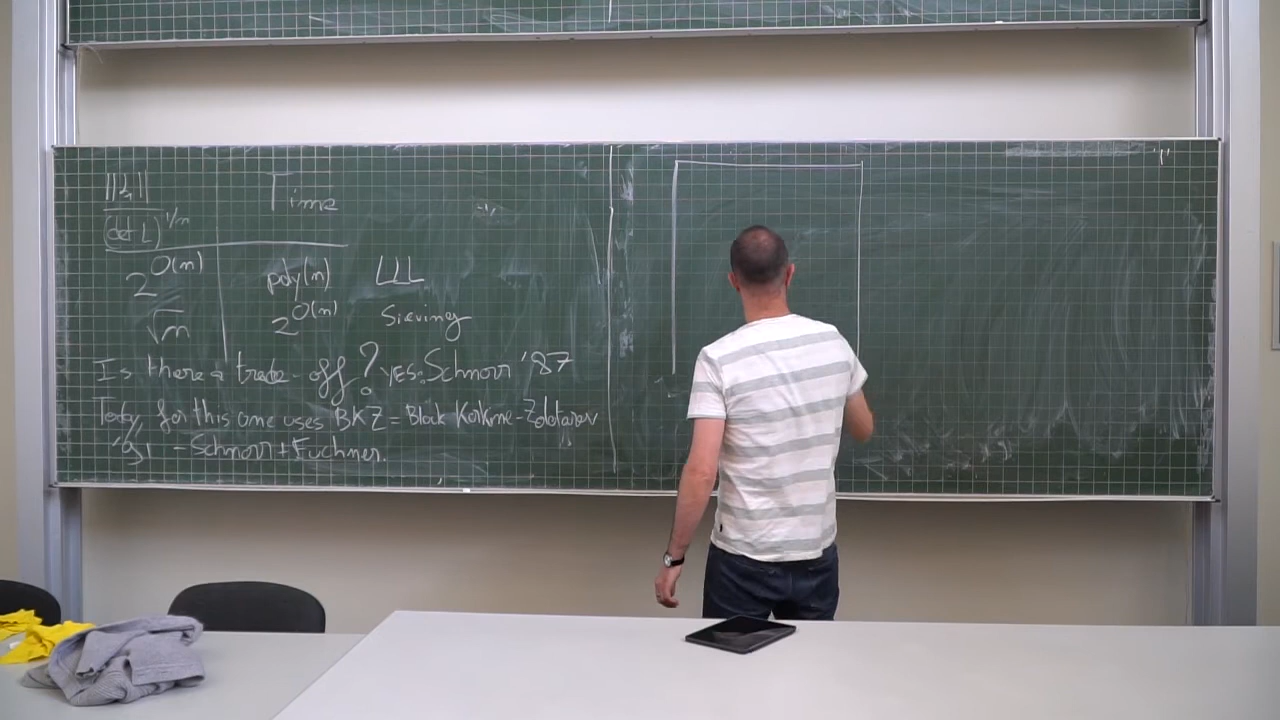 ||b₁|| / (det L)^{1/n} Time
2^{O(n)} poly(n) LLL
√n 2^{O(n)} Sieving
Is there a trade-off? YES: Schnorr '87
Today for this one uses BKZ = Block Korkine-Zolotarev
'91 - Schnorr + Euchner.